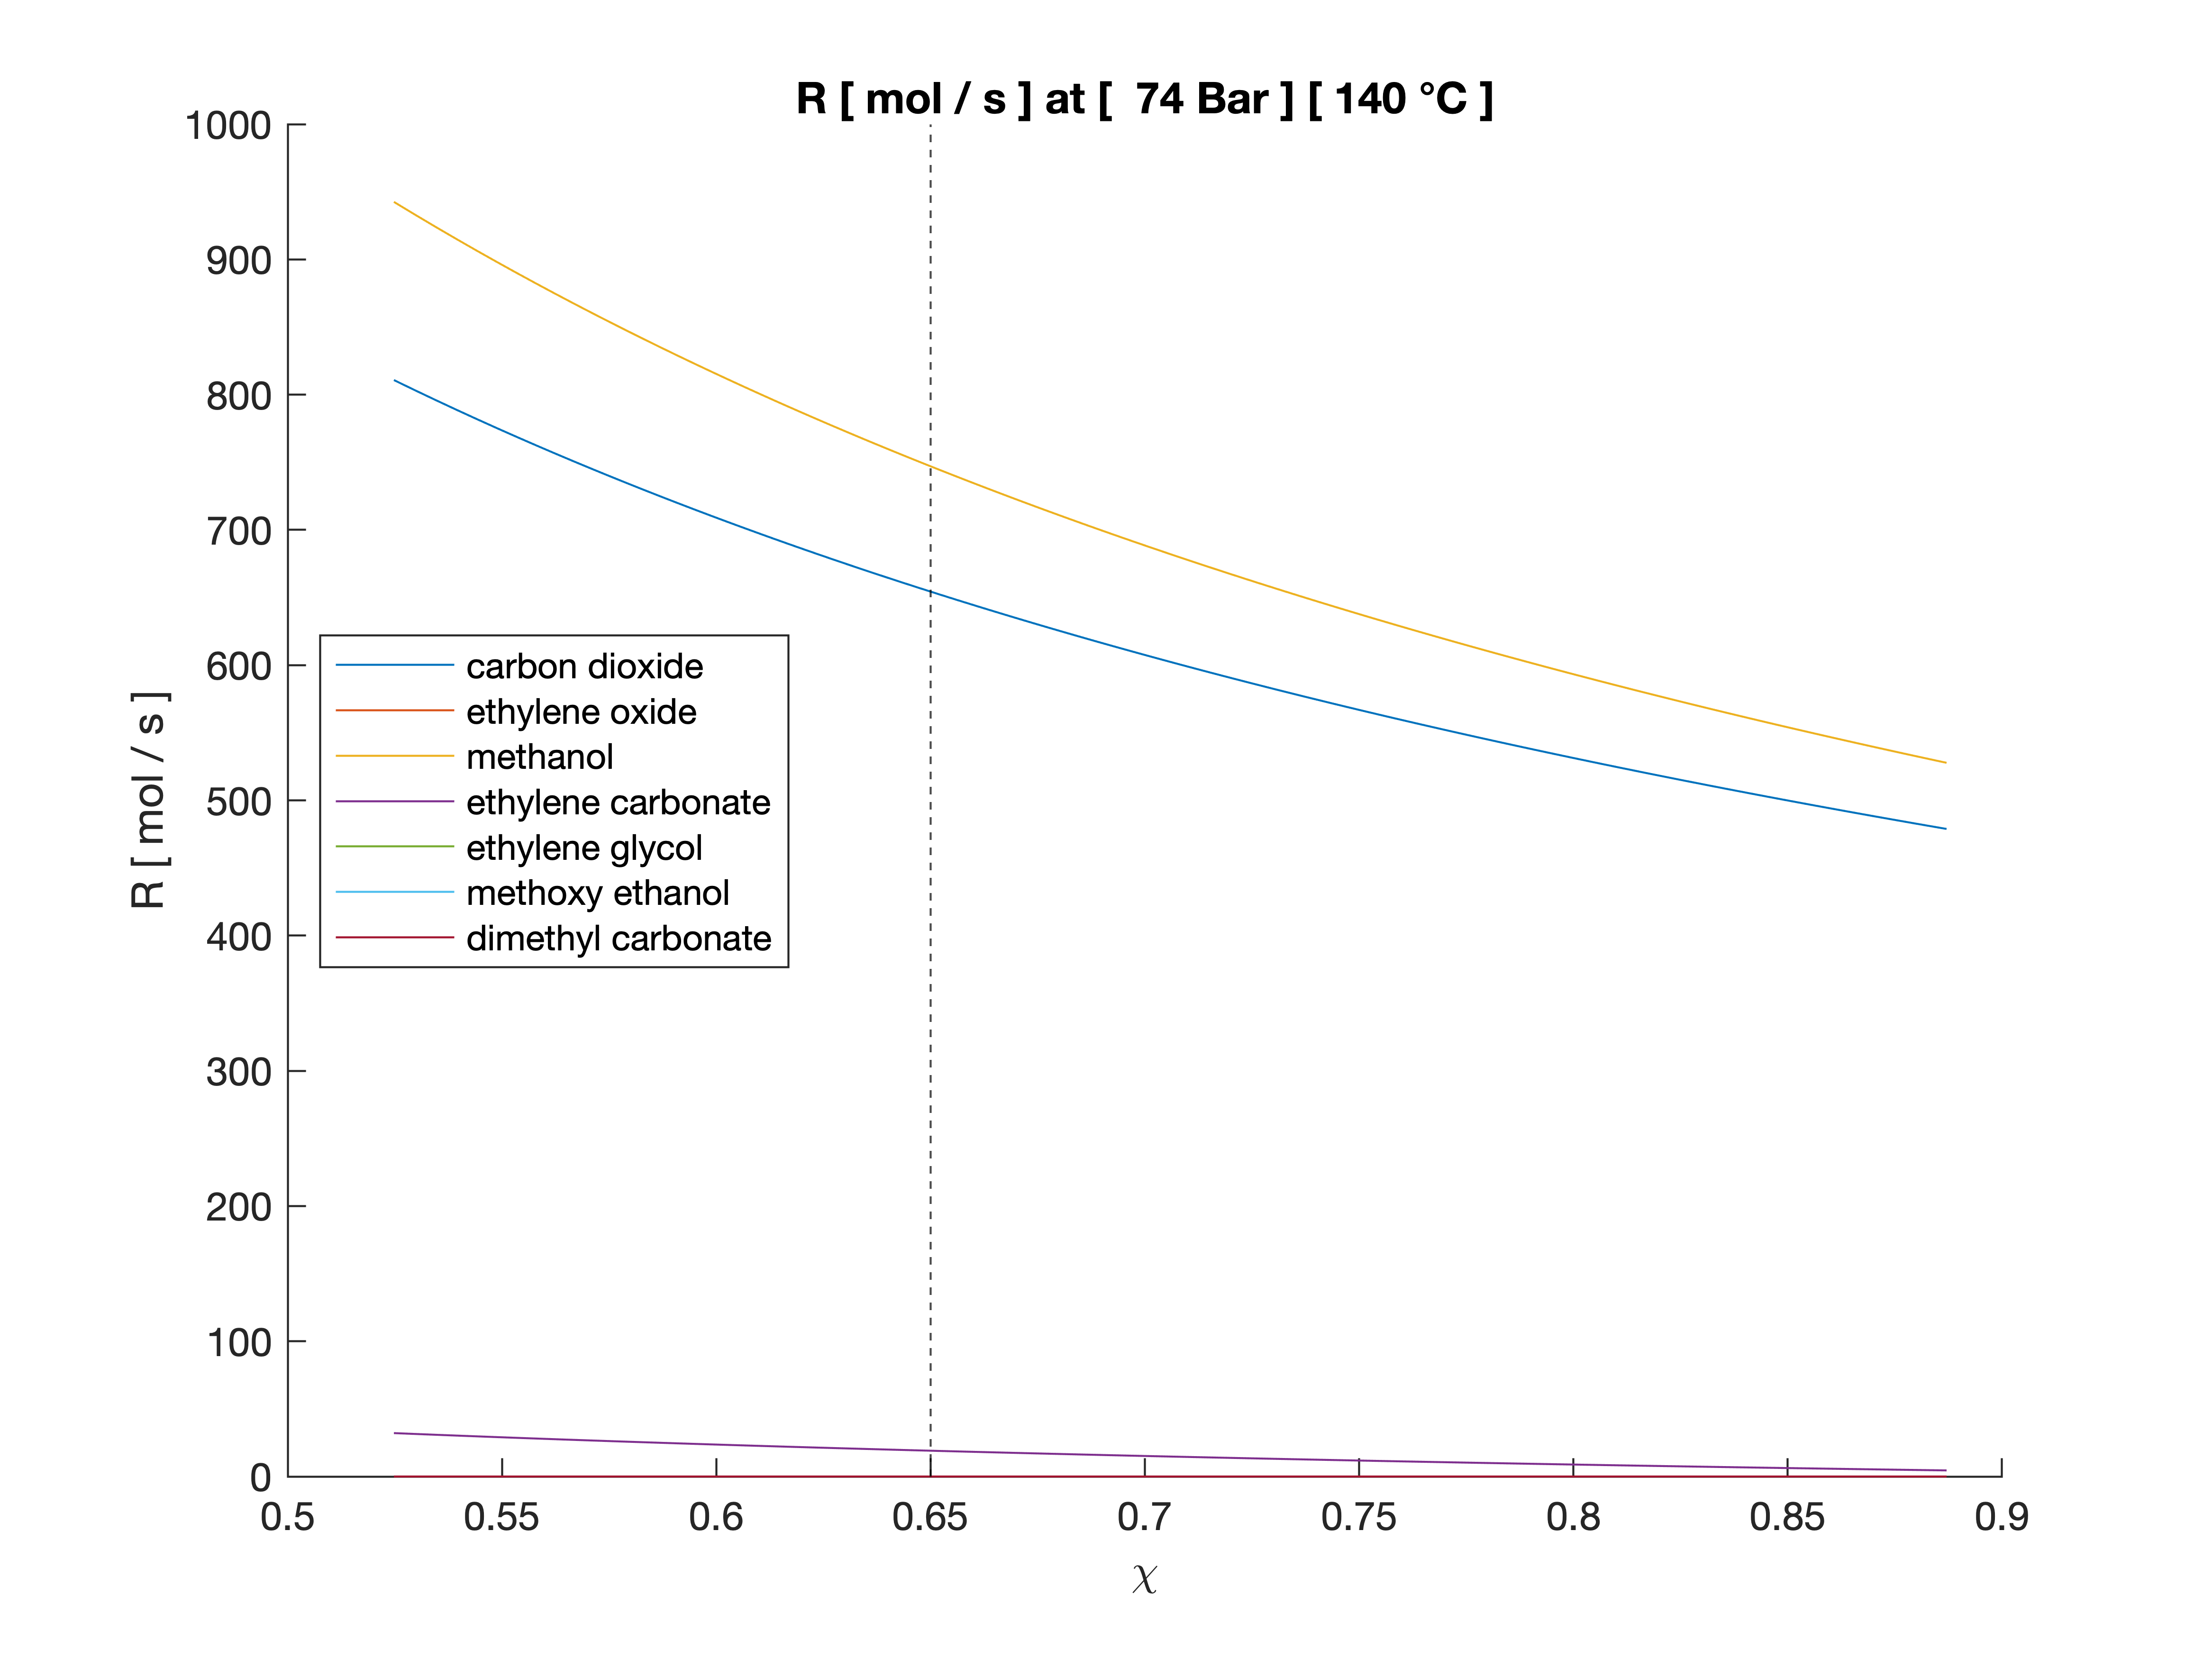 R [ mol / s ] at [ 74 Bar ] [ 140 °C ]
1000
900
800
700
600
500
400
300
200
100
0
R [ mol / s ]
carbon dioxide
ethylene oxide
methanol
ethylene carbonate
ethylene glycol
methoxy ethanol
dimethyl carbonate
0.5 0.55 0.6 0.65 0.7 0.75 0.8 0.85 0.9
χ